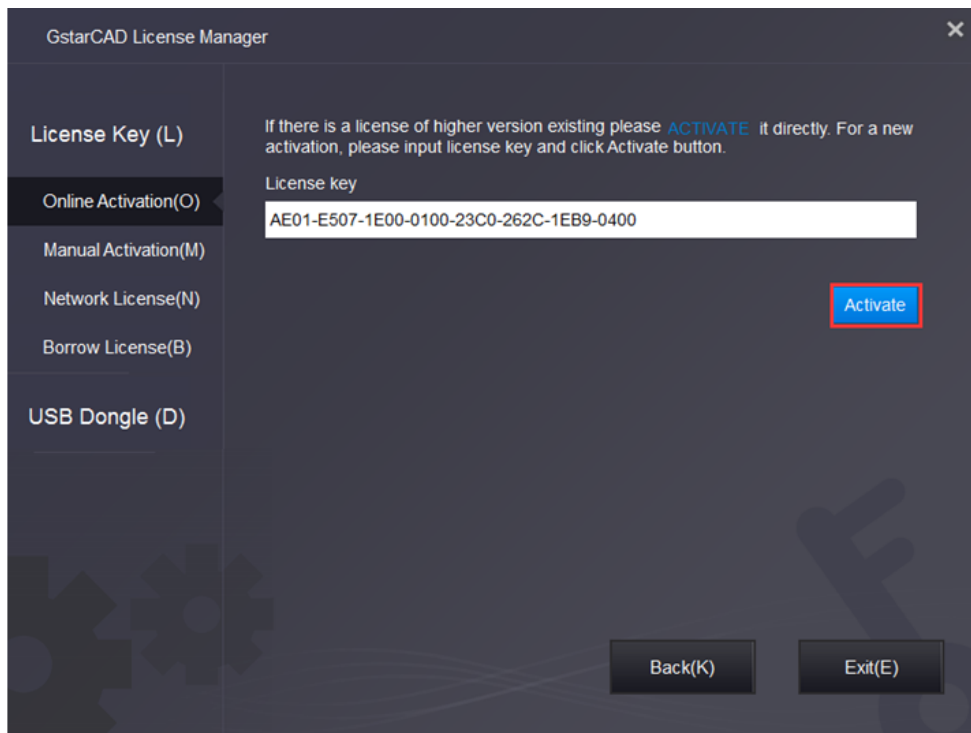 GstarCAD License Manager
License Key (L)
Online Activation(O)
Manual Activation(M)
Network License(N)
Borrow License(B)
USB Dongle (D)
If there is a license of higher version existing please ACTIVATE it directly. For a new
activation, please input license key and click Activate button.
License key
AE01-E507-1E00-0100-23C0-262C-1EB9-0400
Activate
Back(K)
Exit(E)